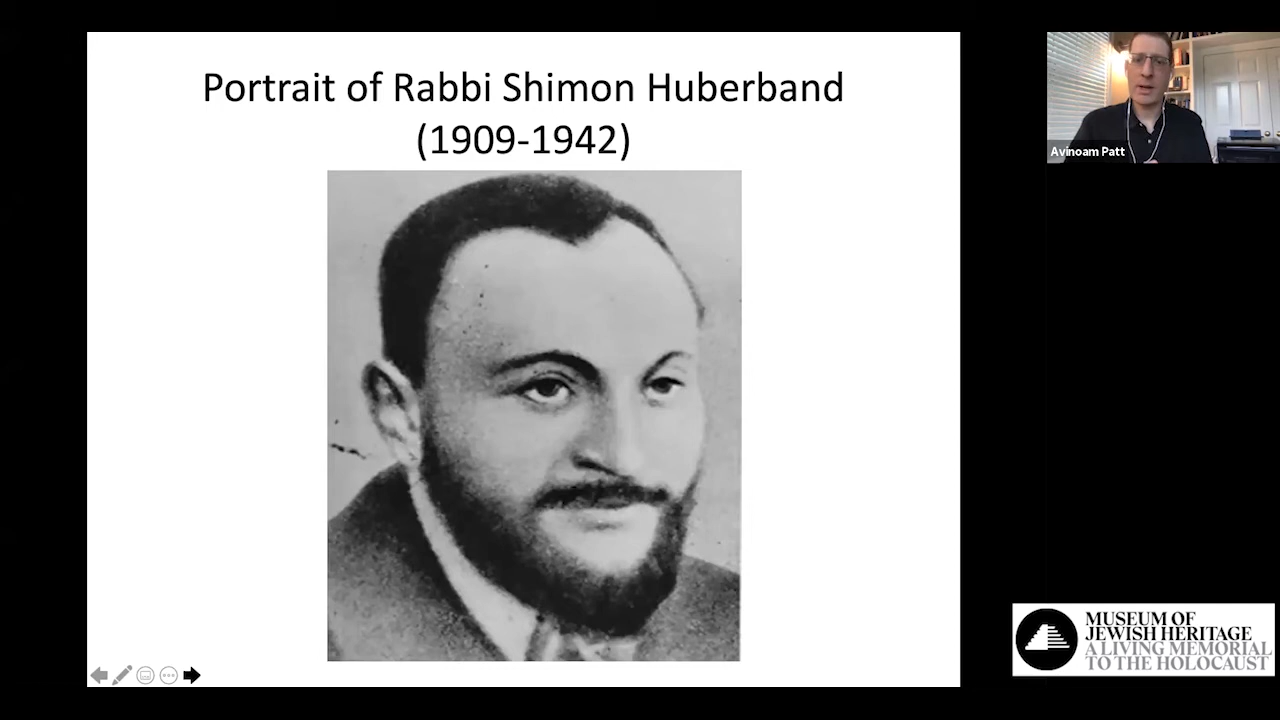 Portrait of Rabbi Shimon Huberband
(1909-1942)
Avinoam Patt
MUSEUM OF
JEWISH HERITAGE
A LIVING MEMORIAL
TO THE HOLOCAUST